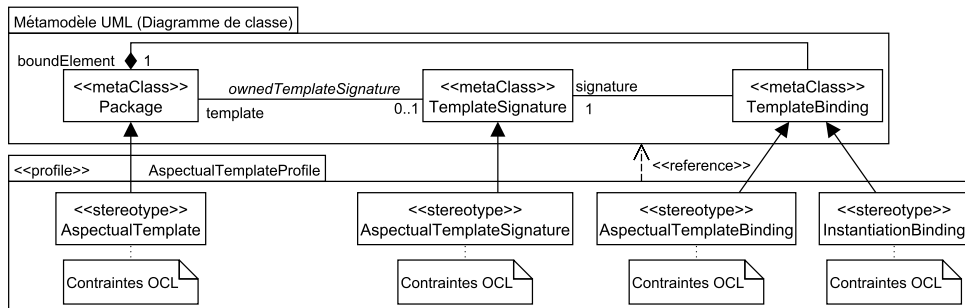 Métamodèle UML (Diagramme de classe)
boundElement 1
<<metaClass>>
Package
ownedTemplateSignature
template
0..1
<<metaClass>>
TemplateSignature
signature
1
<<metaClass>>
TemplateBinding
<<profile>> AspectualTemplateProfile
<<reference>>
<<stereotype>>
AspectualTemplate
<<stereotype>>
AspectualTemplateSignature
<<stereotype>>
AspectualTemplateBinding
<<stereotype>>
InstantiationBinding
Contraintes OCL
Contraintes OCL
Contraintes OCL
Contraintes OCL